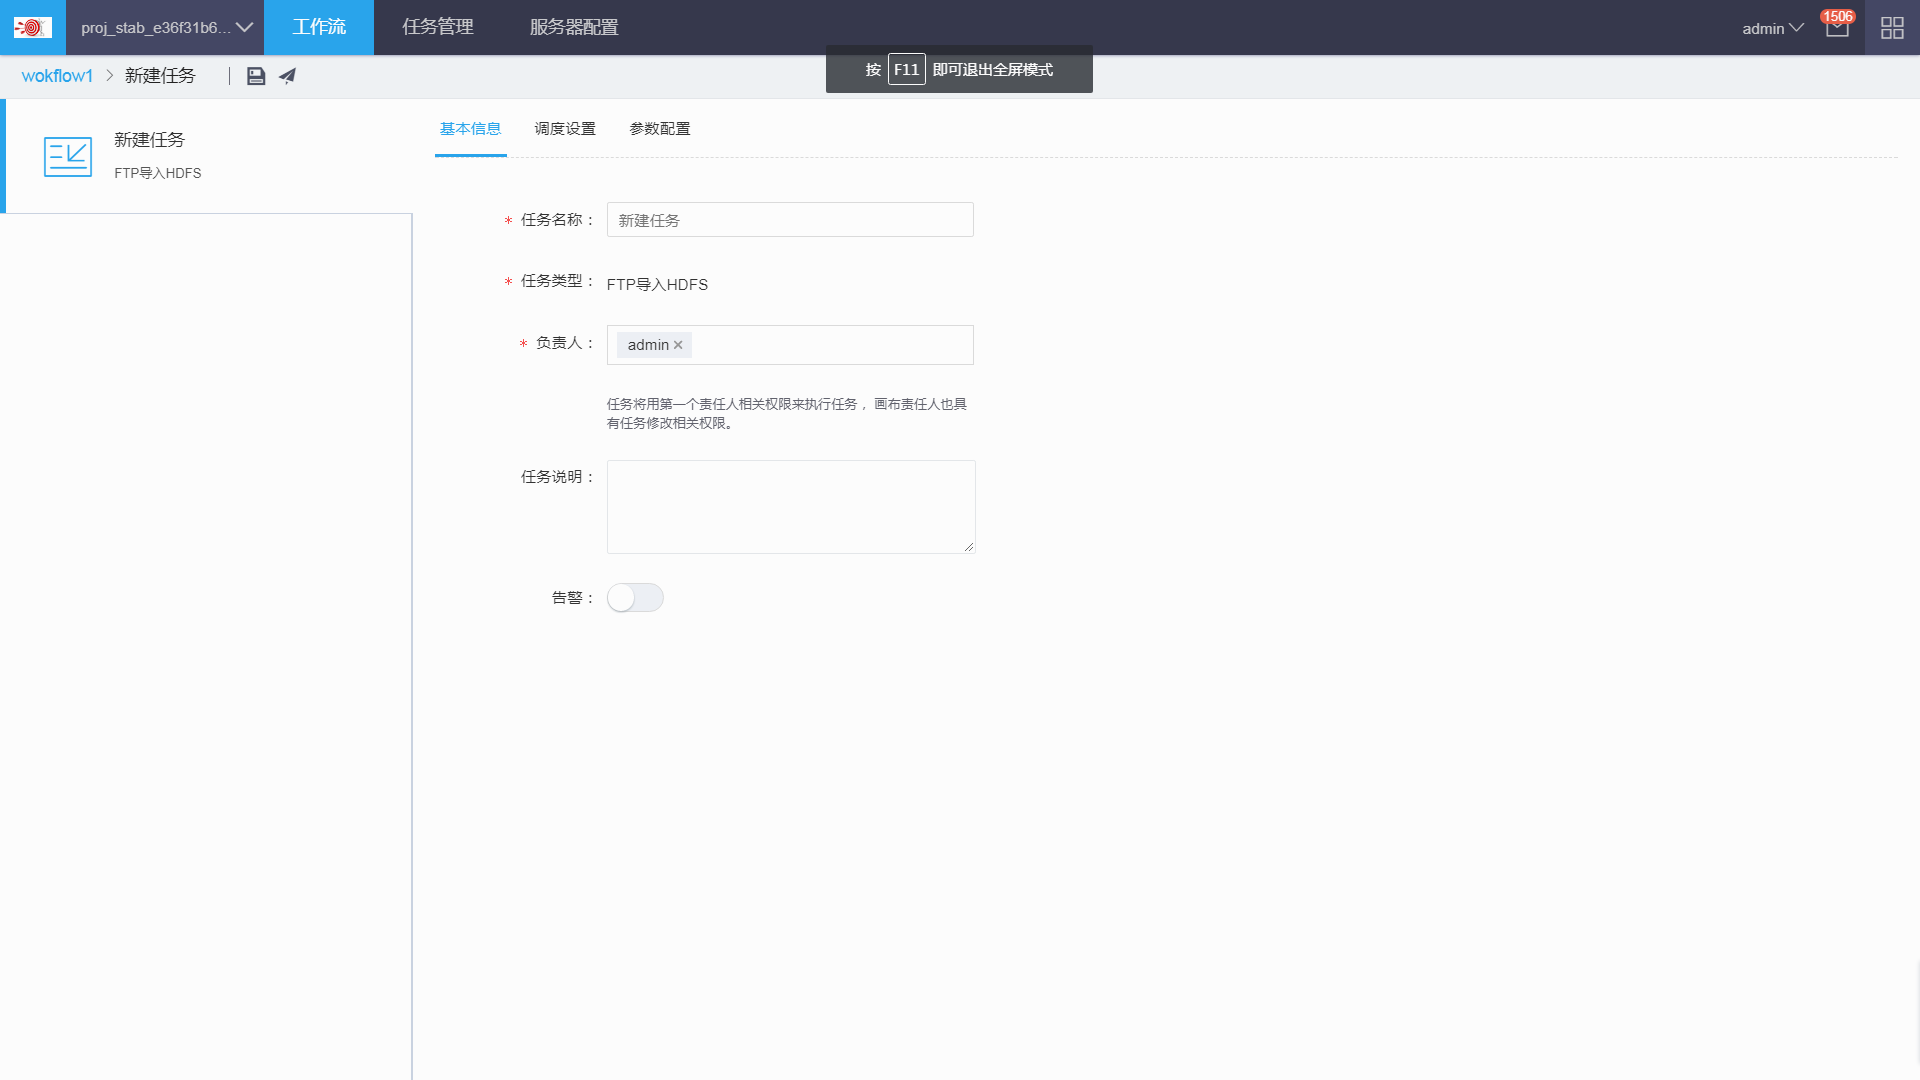 proj_stab_e36f31b6...
工作流
任务管理
服务器配置
admin
1506
按 F11 即可退出全屏模式
wokflow1 > 新建任务
新建任务
FTP导入HDFS
基本信息
调度设置
参数配置
* 任务名称：
新建任务
* 任务类型：
FTP导入HDFS
* 负责人：
admin ×
任务将用第一个责任人相关权限来执行任务，画布责任人也具
有任务修改相关权限。
任务说明：
告警：